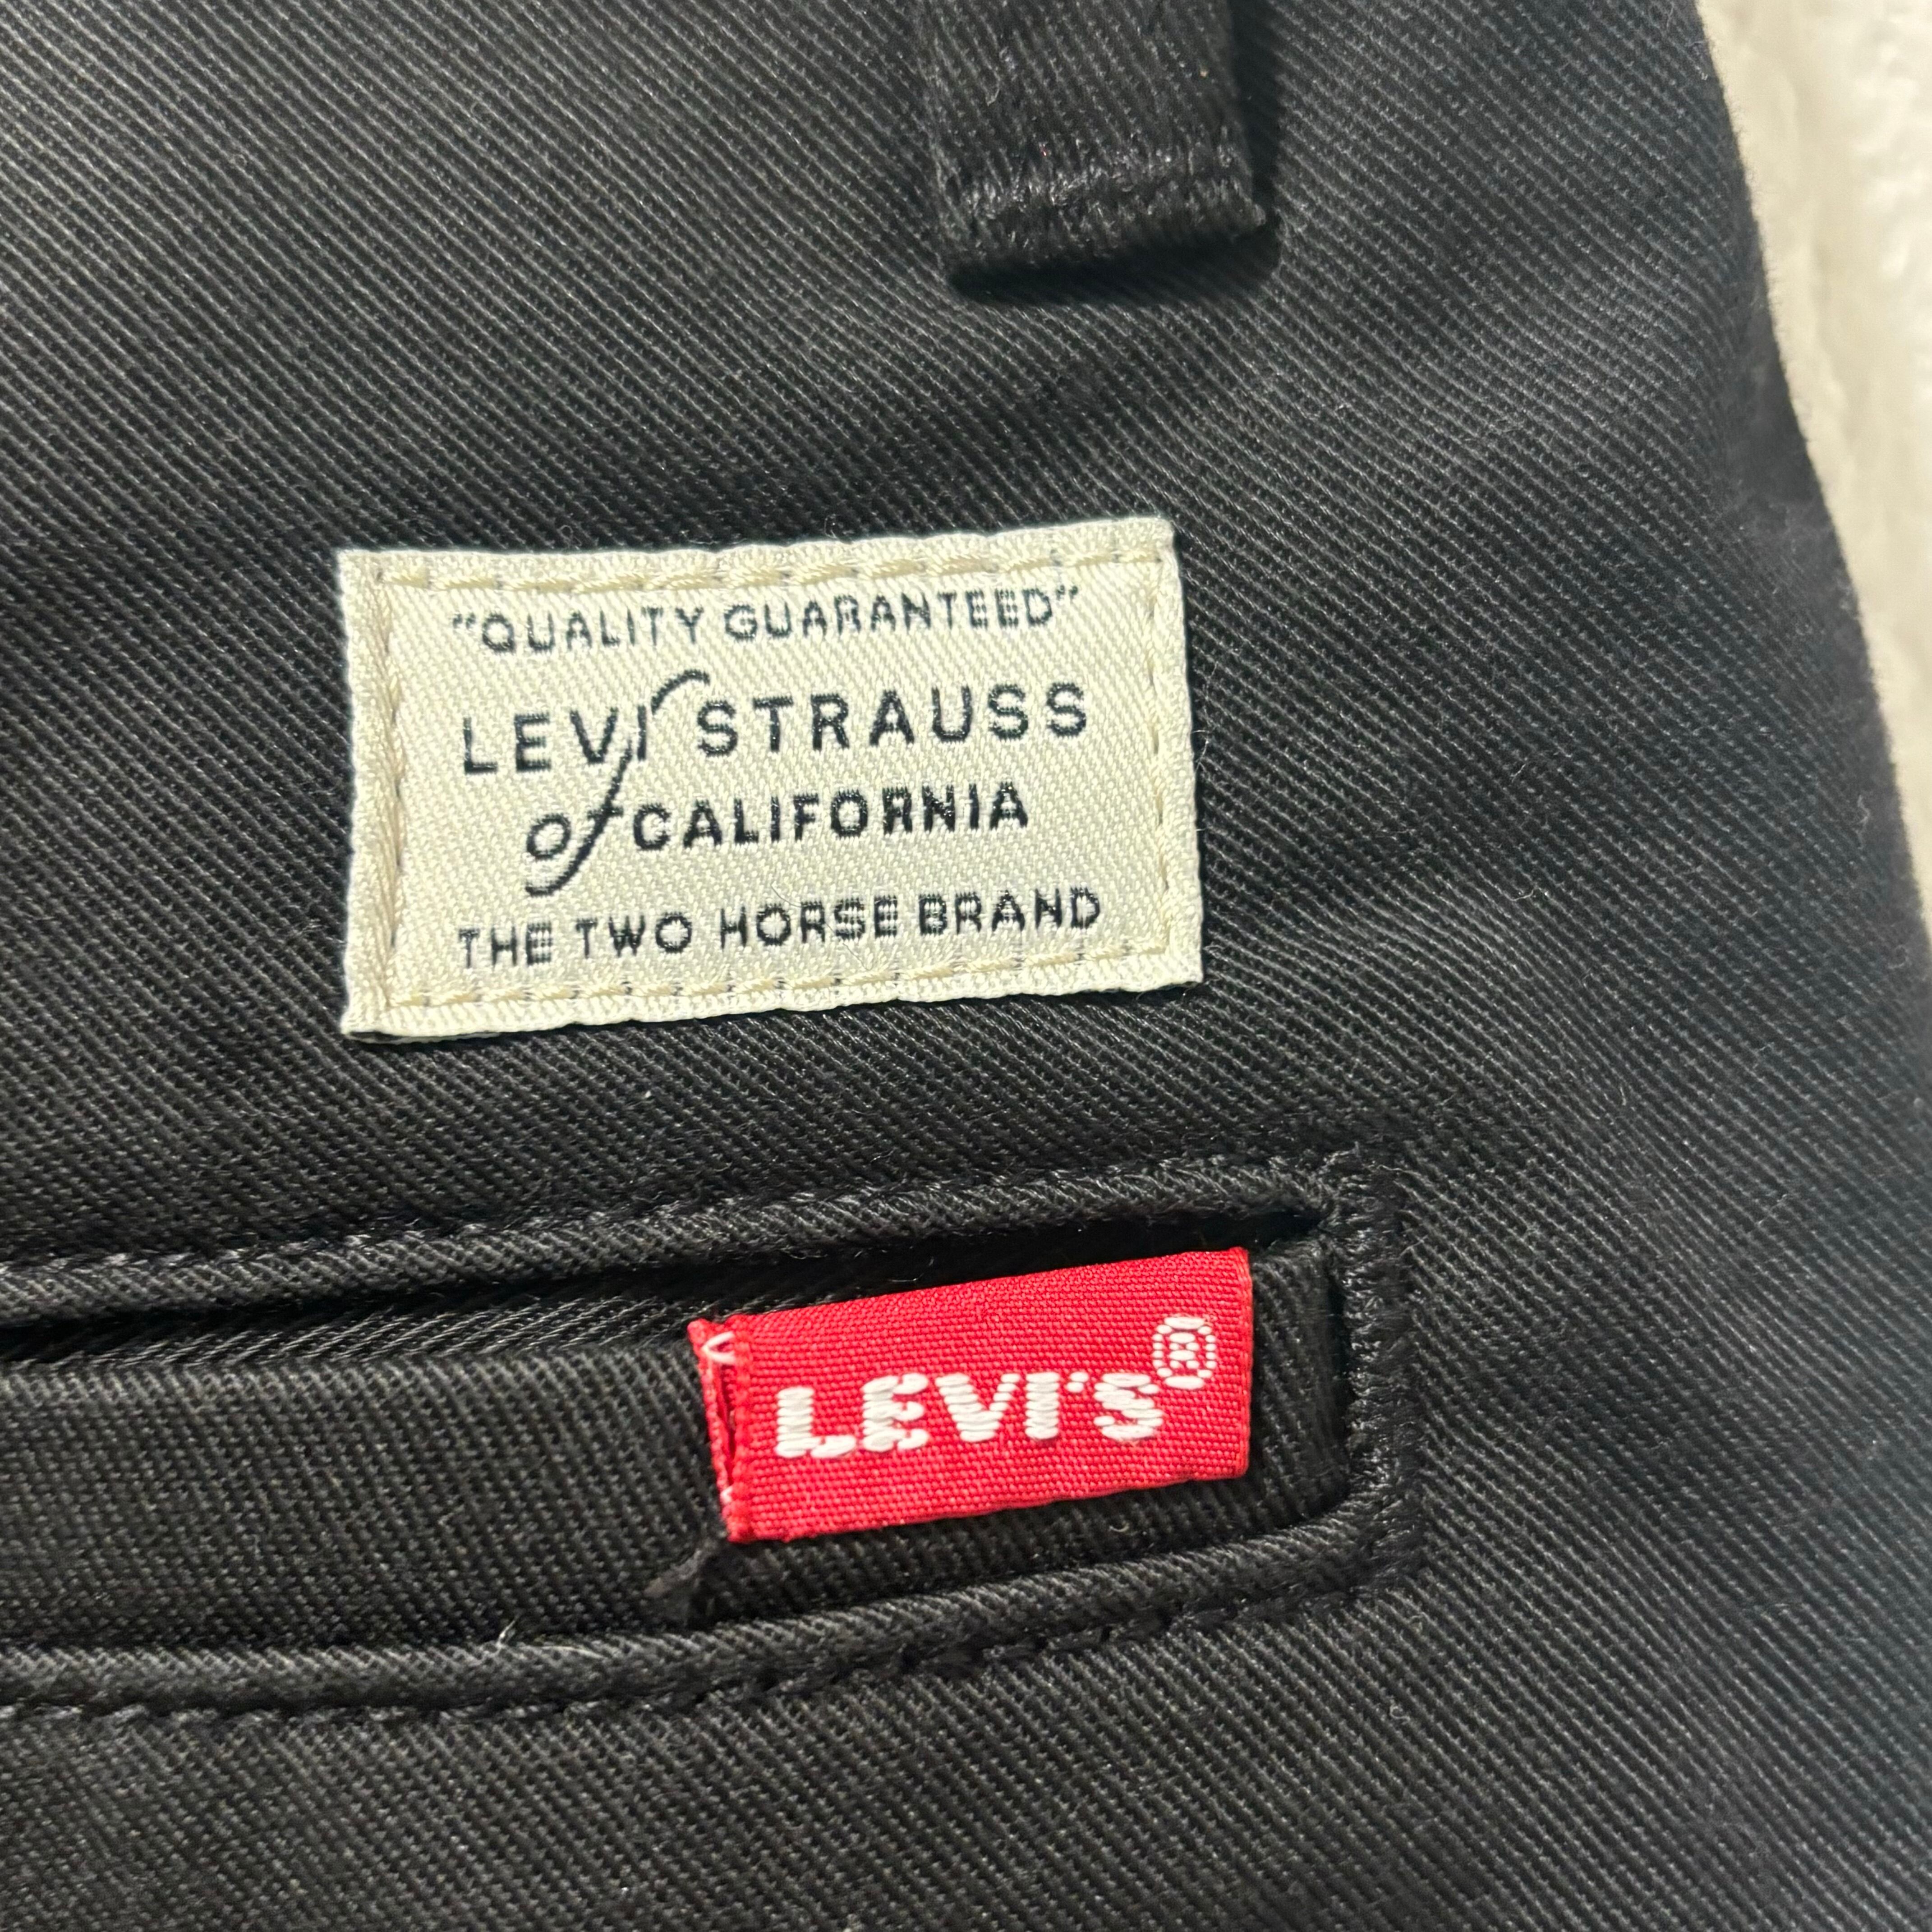 "QUALITY GUARANTEED"
LEVI STRAUSS
of CALIFORNIA
THE TWO HORSE BRAND
LEVI'S®